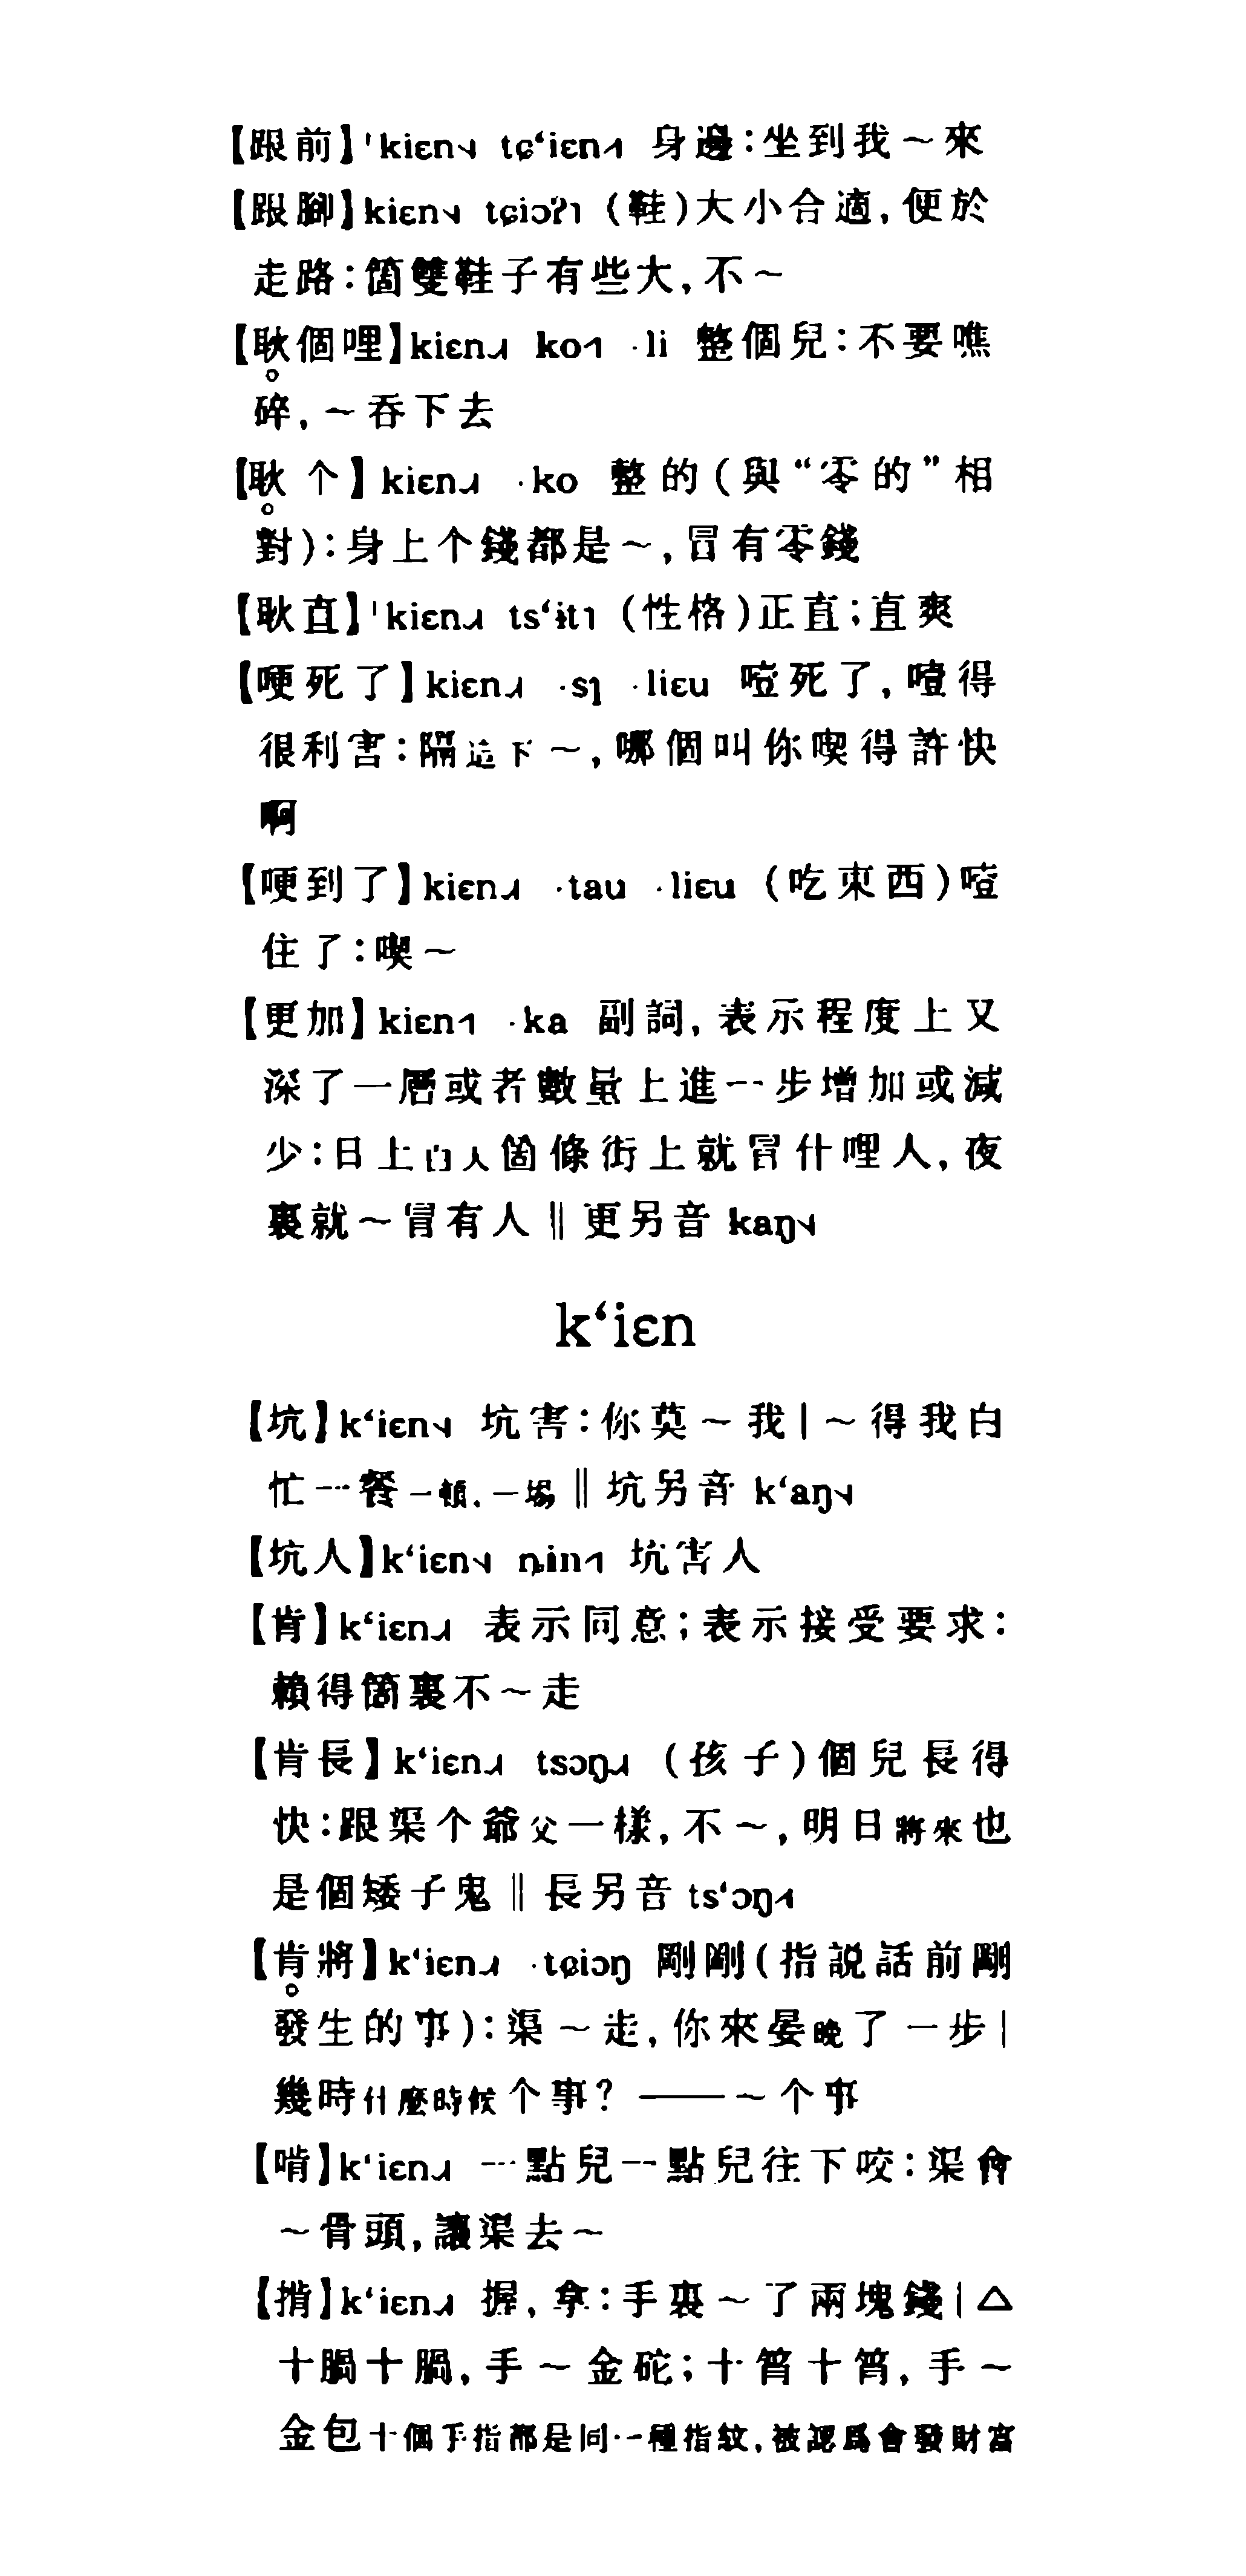 【跟前】ˈkiɛn˧˩ tɕ‘iɛn˨˦ 身邊：坐到我～來
【跟腳】kiɛn˧˩ tɕiɔʔ˥ （鞋）大小合適，便於
走路：箇雙鞋子有些大，不～
【耿個哩】kiɛn˨˩˧ ko˦ ·li 整個兒：不要噍
碎，～吞下去
【耿个】kiɛn˨˩˧ ·ko 整的（與“零的”相
對）：身上个錢都是～，冒有零錢
【耿直】ˈkiɛn˨˩˧ ts‘ɨt˥ （性格）正直；直爽
【哽死了】kiɛn˨˩˧ ·sɿ ·liɛu 噎死了，噎得
很利害：隔這下～，哪個叫你喫得許快
啊
【哽到了】kiɛn˨˩˧ ·tau ·liɛu （吃東西）噎
住了：喫～
【更加】kiɛn˦ ·ka 副詞，表示程度上又
深了一層或者數量上進一步增加或減
少：日上白天箇條街上就冒什哩人，夜
裏就～冒有人‖更另音 kaŋ˧˩
k‘iɛn
【坑】k‘iɛn˧˩ 坑害：你莫～我｜～得我白
忙一餐一頓，一場‖坑另音 k‘aŋ˧˩
【坑人】k‘iɛn˧˩ ȵin˦ 坑害人
【肯】k‘iɛn˨˩˧ 表示同意；表示接受要求：
賴得箇裏不～走
【肯長】k‘iɛn˨˩˧ tsɔŋ˨˩˧ （孩子）個兒長得
快：跟渠个爺父一樣，不～，明日將來也
是個矮子鬼‖長另音 ts‘ɔŋ˨˦
【肯將】k‘iɛn˨˩˧ ·tɕiɔŋ 剛剛（指説話前剛
發生的事）：渠～走，你來晏晚了一步｜
幾時什麼時候个事？——～个事
【啃】k‘iɛn˨˩˧ 一點兒一點兒往下咬：渠會
～骨頭，讓渠去～
【掯】k‘iɛn˨˩˧ 握，拿：手裏～了兩塊錢｜△
十腡十腡，手～金砣；十筲十筲，手～
金包十個手指都是同一種指紋，被認爲會發財富